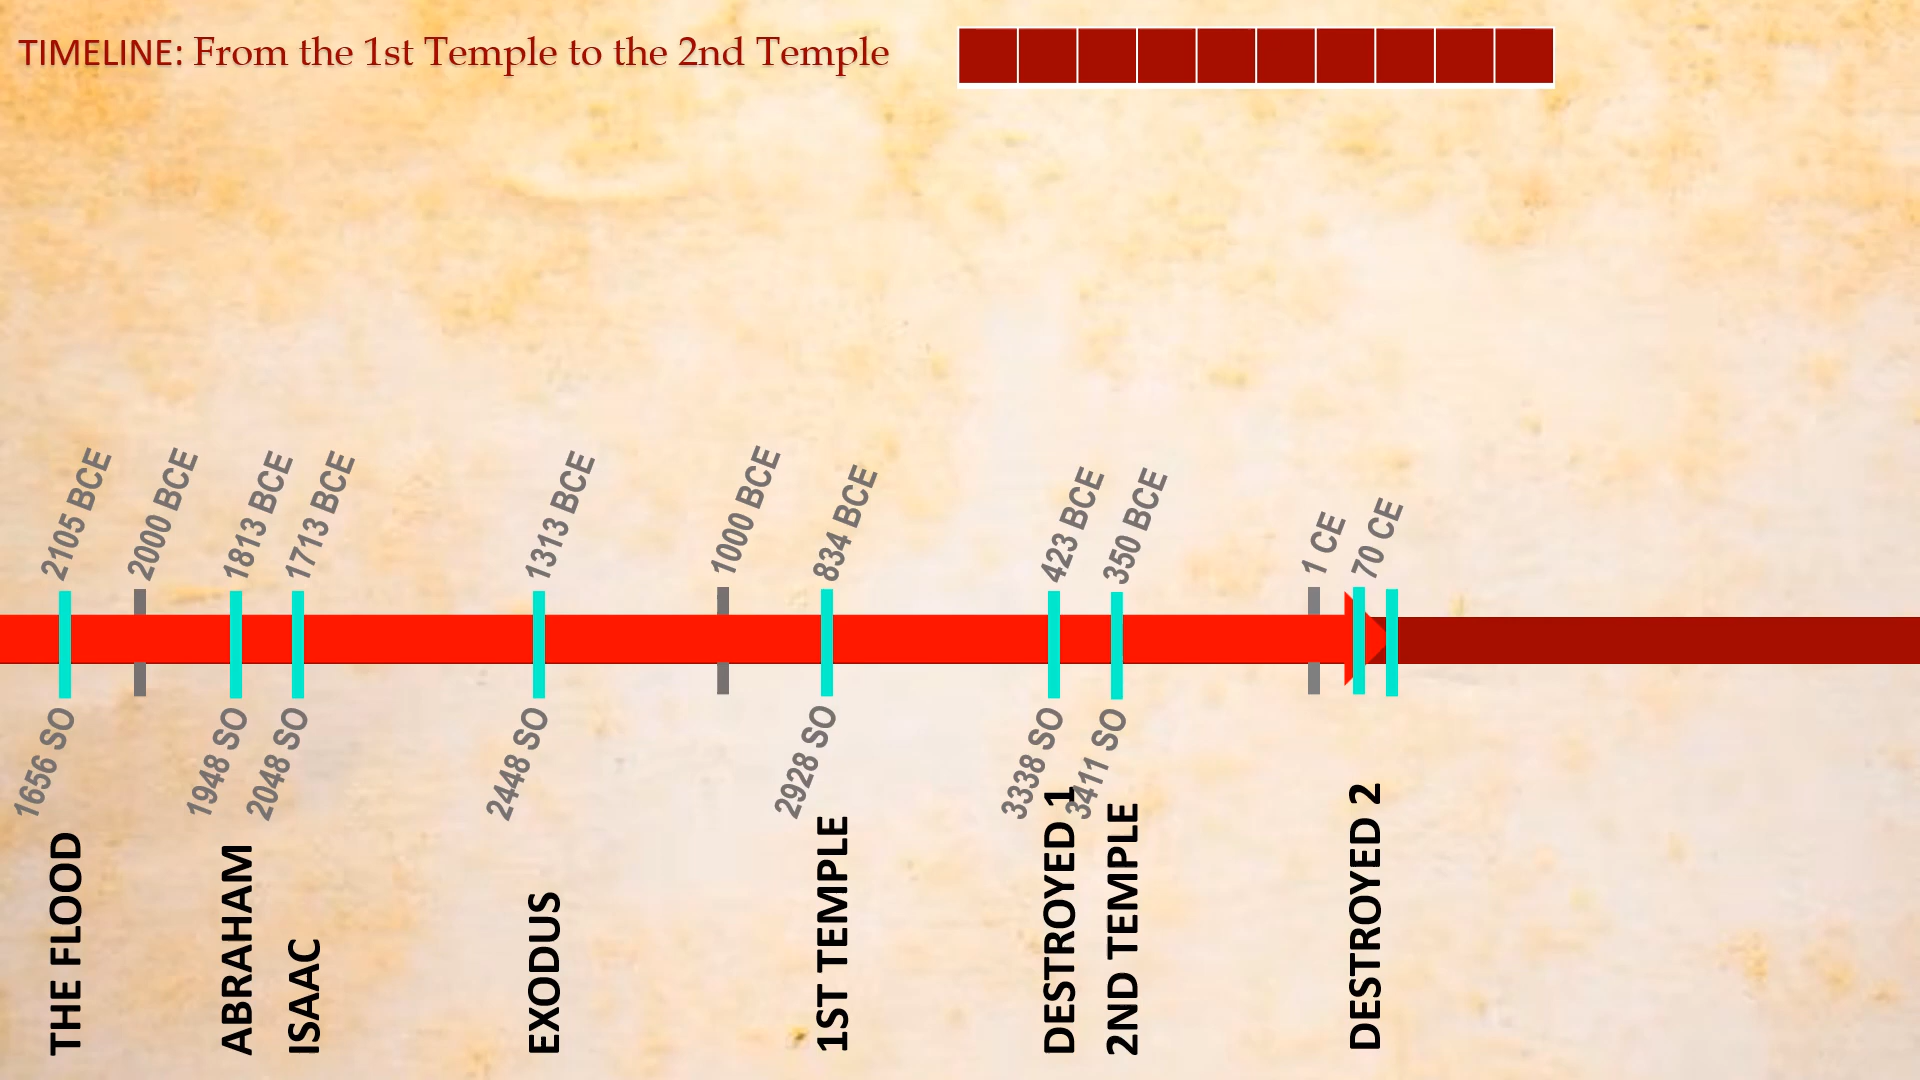 TIMELINE: From the 1st Temple to the 2nd Temple
2105 BCE
2000 BCE
1813 BCE
1713 BCE
1313 BCE
1000 BCE
834 BCE
423 BCE
350 BCE
1 CE
70 CE
1656 SO
1948 SO
2048 SO
2448 SO
2928 SO
3338 SO
3411 SO
THE FLOOD
ABRAHAM
ISAAC
EXODUS
1ST TEMPLE
DESTROYED 1
2ND TEMPLE
DESTROYED 2